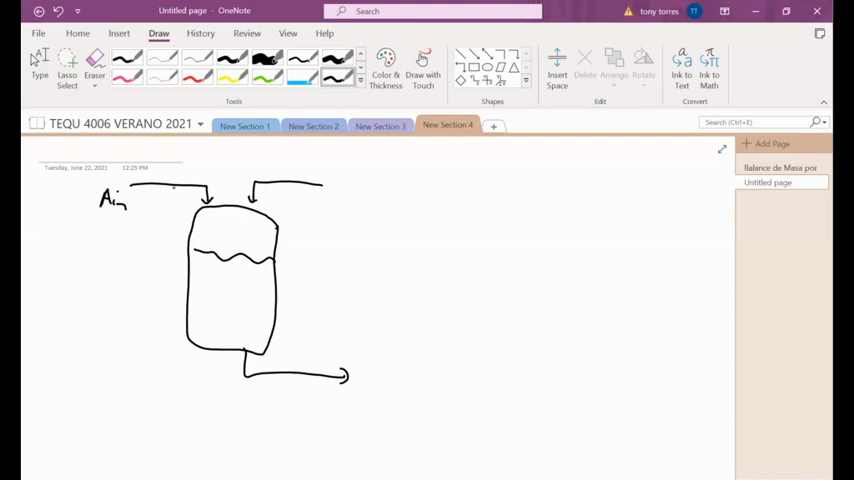 Untitled page - OneNote
Search
tony torres
TT
File
Home
Insert
Draw
History
Review
View
Help
Type
Lasso Select
Eraser
Color & Thickness
Draw with Touch
Insert Space
Delete
Arrange
Rotate
Ink to Text
Ink to Math
Tools
Shapes
Edit
Convert
TEQU 4006 VERANO 2021
New Section 1
New Section 2
New Section 3
New Section 4
Search (Ctrl+E)
Add Page
Tuesday, June 22, 2021 12:25 PM
Balance de Masa por
Untitled page
Ain